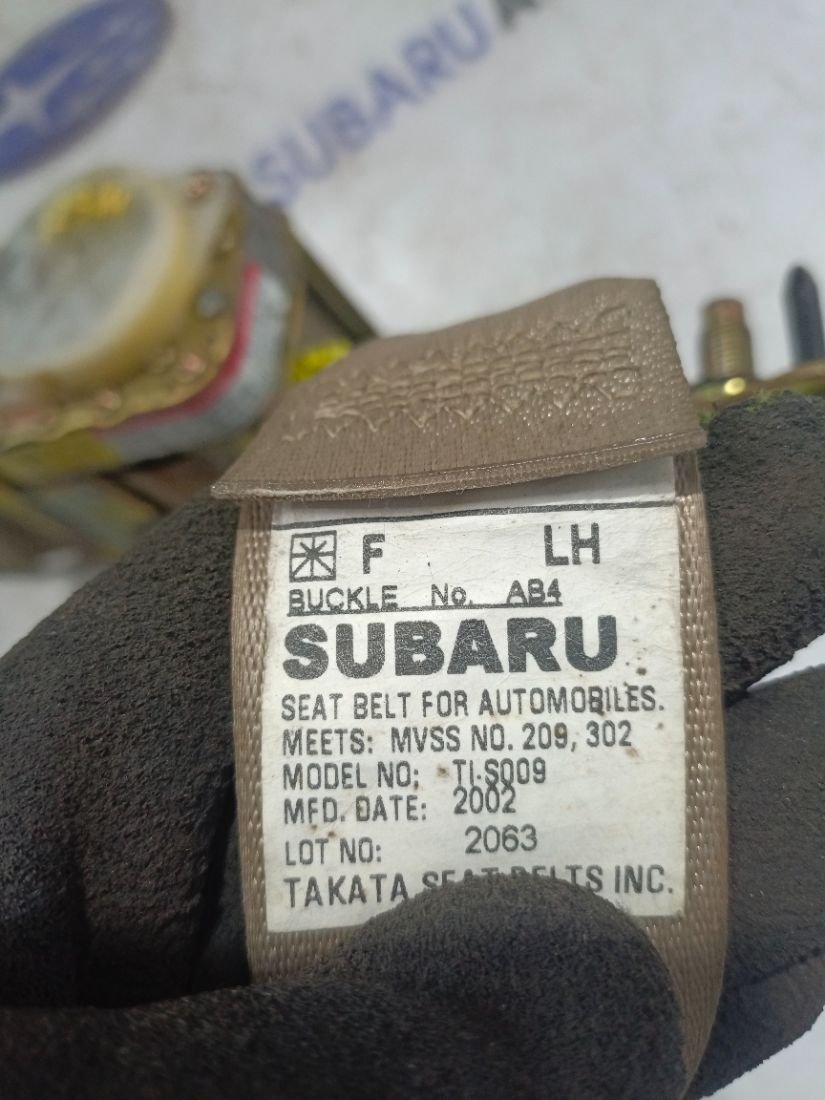 SUBARU
F LH
BUCKLE No. AB4
SUBARU
SEAT BELT FOR AUTOMOBILES.
MEETS: MVSS NO. 209, 302
MODEL NO: TI-S009
MFD. DATE: 2002
LOT NO: 2063
TAKATA SEAT BELTS INC.